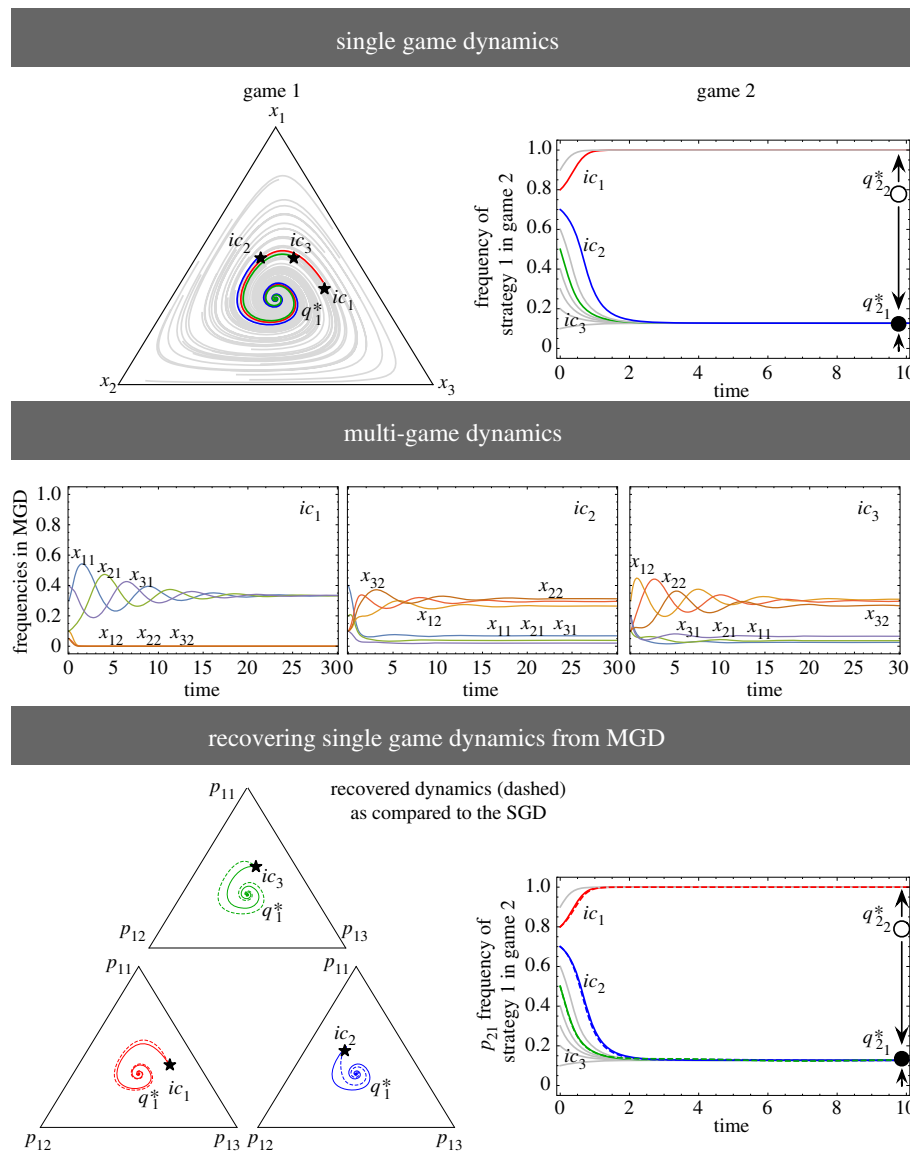 single game dynamics
game 1
game 2
x1
x2
x3
ic2
ic3
ic1
q*1
frequency of
strategy 1 in game 2
1.0
0.8
0.6
0.4
0.2
0
ic1
ic2
ic3
q*2 2
q*2 1
0 2 4 6 8 10
time
multi-game dynamics
frequencies in MGD
1.0
0.8
0.6
0.4
0.2
0
ic1
x11 x21 x31
x12 x22 x32
0 5 10 15 20 25 30
time
ic2
x32
x22
x12
x11 x21 x31
0 5 10 15 20 25 30
time
ic3
x12
x22
x32
x31 x21 x11
0 5 10 15 20 25 30
time
recovering single game dynamics from MGD
recovered dynamics (dashed)
as compared to the SGD
p11
ic3
q*1
p12
p13
p11
ic1
q*1
p12
p13
p11
ic2
q*1
p12
p13
p21 frequency of
strategy 1 in game 2
1.0
0.8
0.6
0.4
0.2
0
ic1
ic2
ic3
q*2 2
q*2 1
0 2 4 6 8 10
time